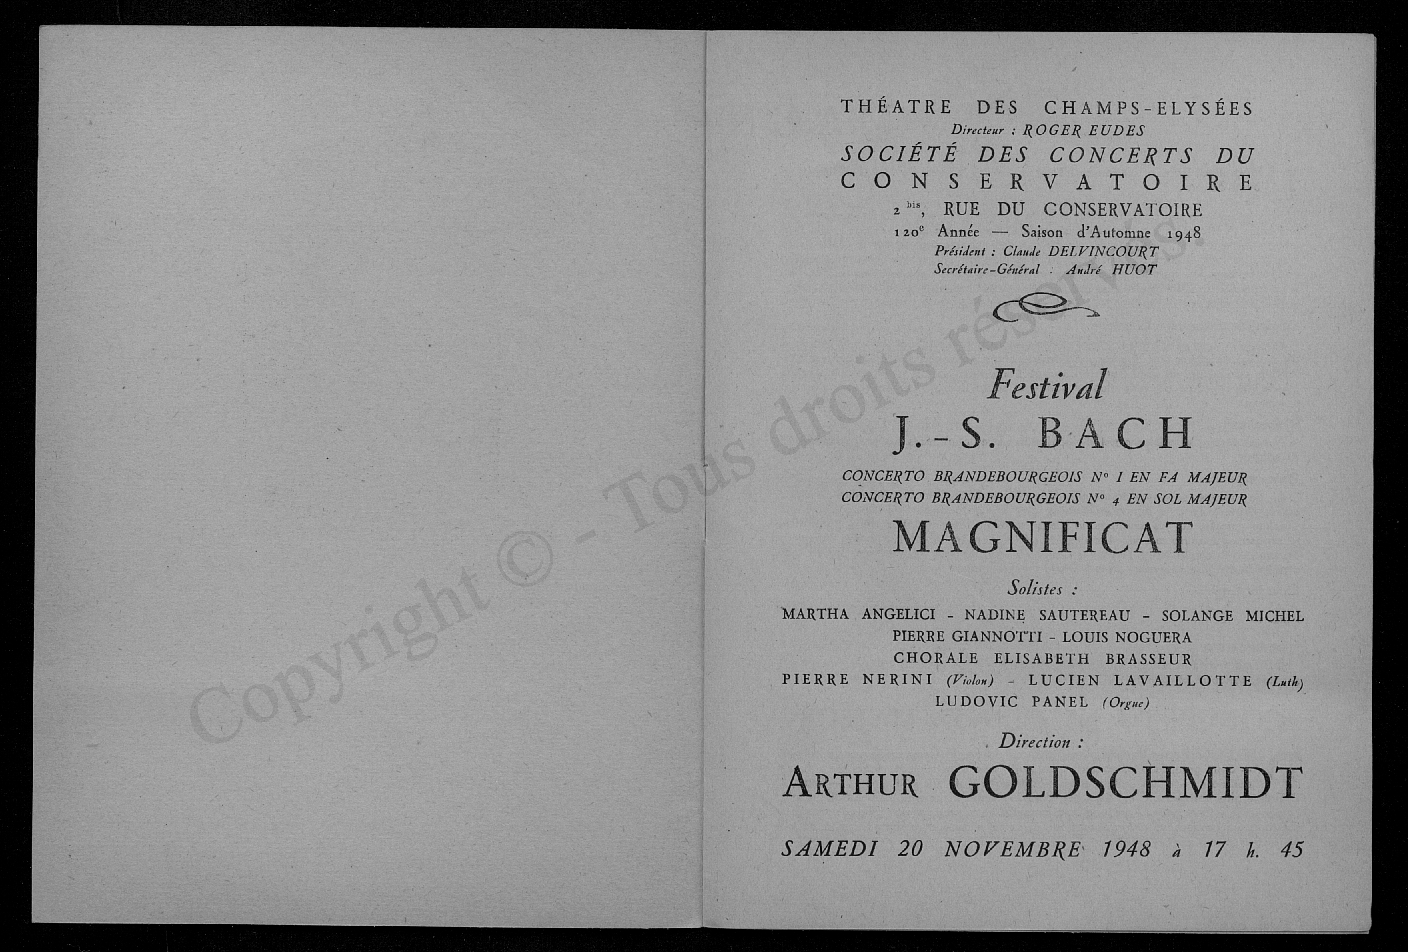 THÉATRE DES CHAMPS-ELYSÉES
Directeur : ROGER EUDES
SOCIÉTÉ DES CONCERTS DU
CONSERVATOIRE
2 bis, RUE DU CONSERVATOIRE
120e Année — Saison d'Automne 1948
Président : Claude DELVINCOURT
Secrétaire-Général : André HUOT
Festival
J.-S. BACH
CONCERTO BRANDEBOURGEOIS No 1 EN FA MAJEUR
CONCERTO BRANDEBOURGEOIS No 4 EN SOL MAJEUR
MAGNIFICAT
Solistes :
MARTHA ANGELICI - NADINE SAUTEREAU - SOLANGE MICHEL
PIERRE GIANNOTTI - LOUIS NOGUERA
CHORALE ELISABETH BRASSEUR
PIERRE NERINI (Violon) - LUCIEN LAVAILLOTTE (Luth)
LUDOVIC PANEL (Orgue)
Direction :
ARTHUR GOLDSCHMIDT
SAMEDI 20 NOVEMBRE 1948 à 17 h. 45
Copyright © - Tous droits réservés.